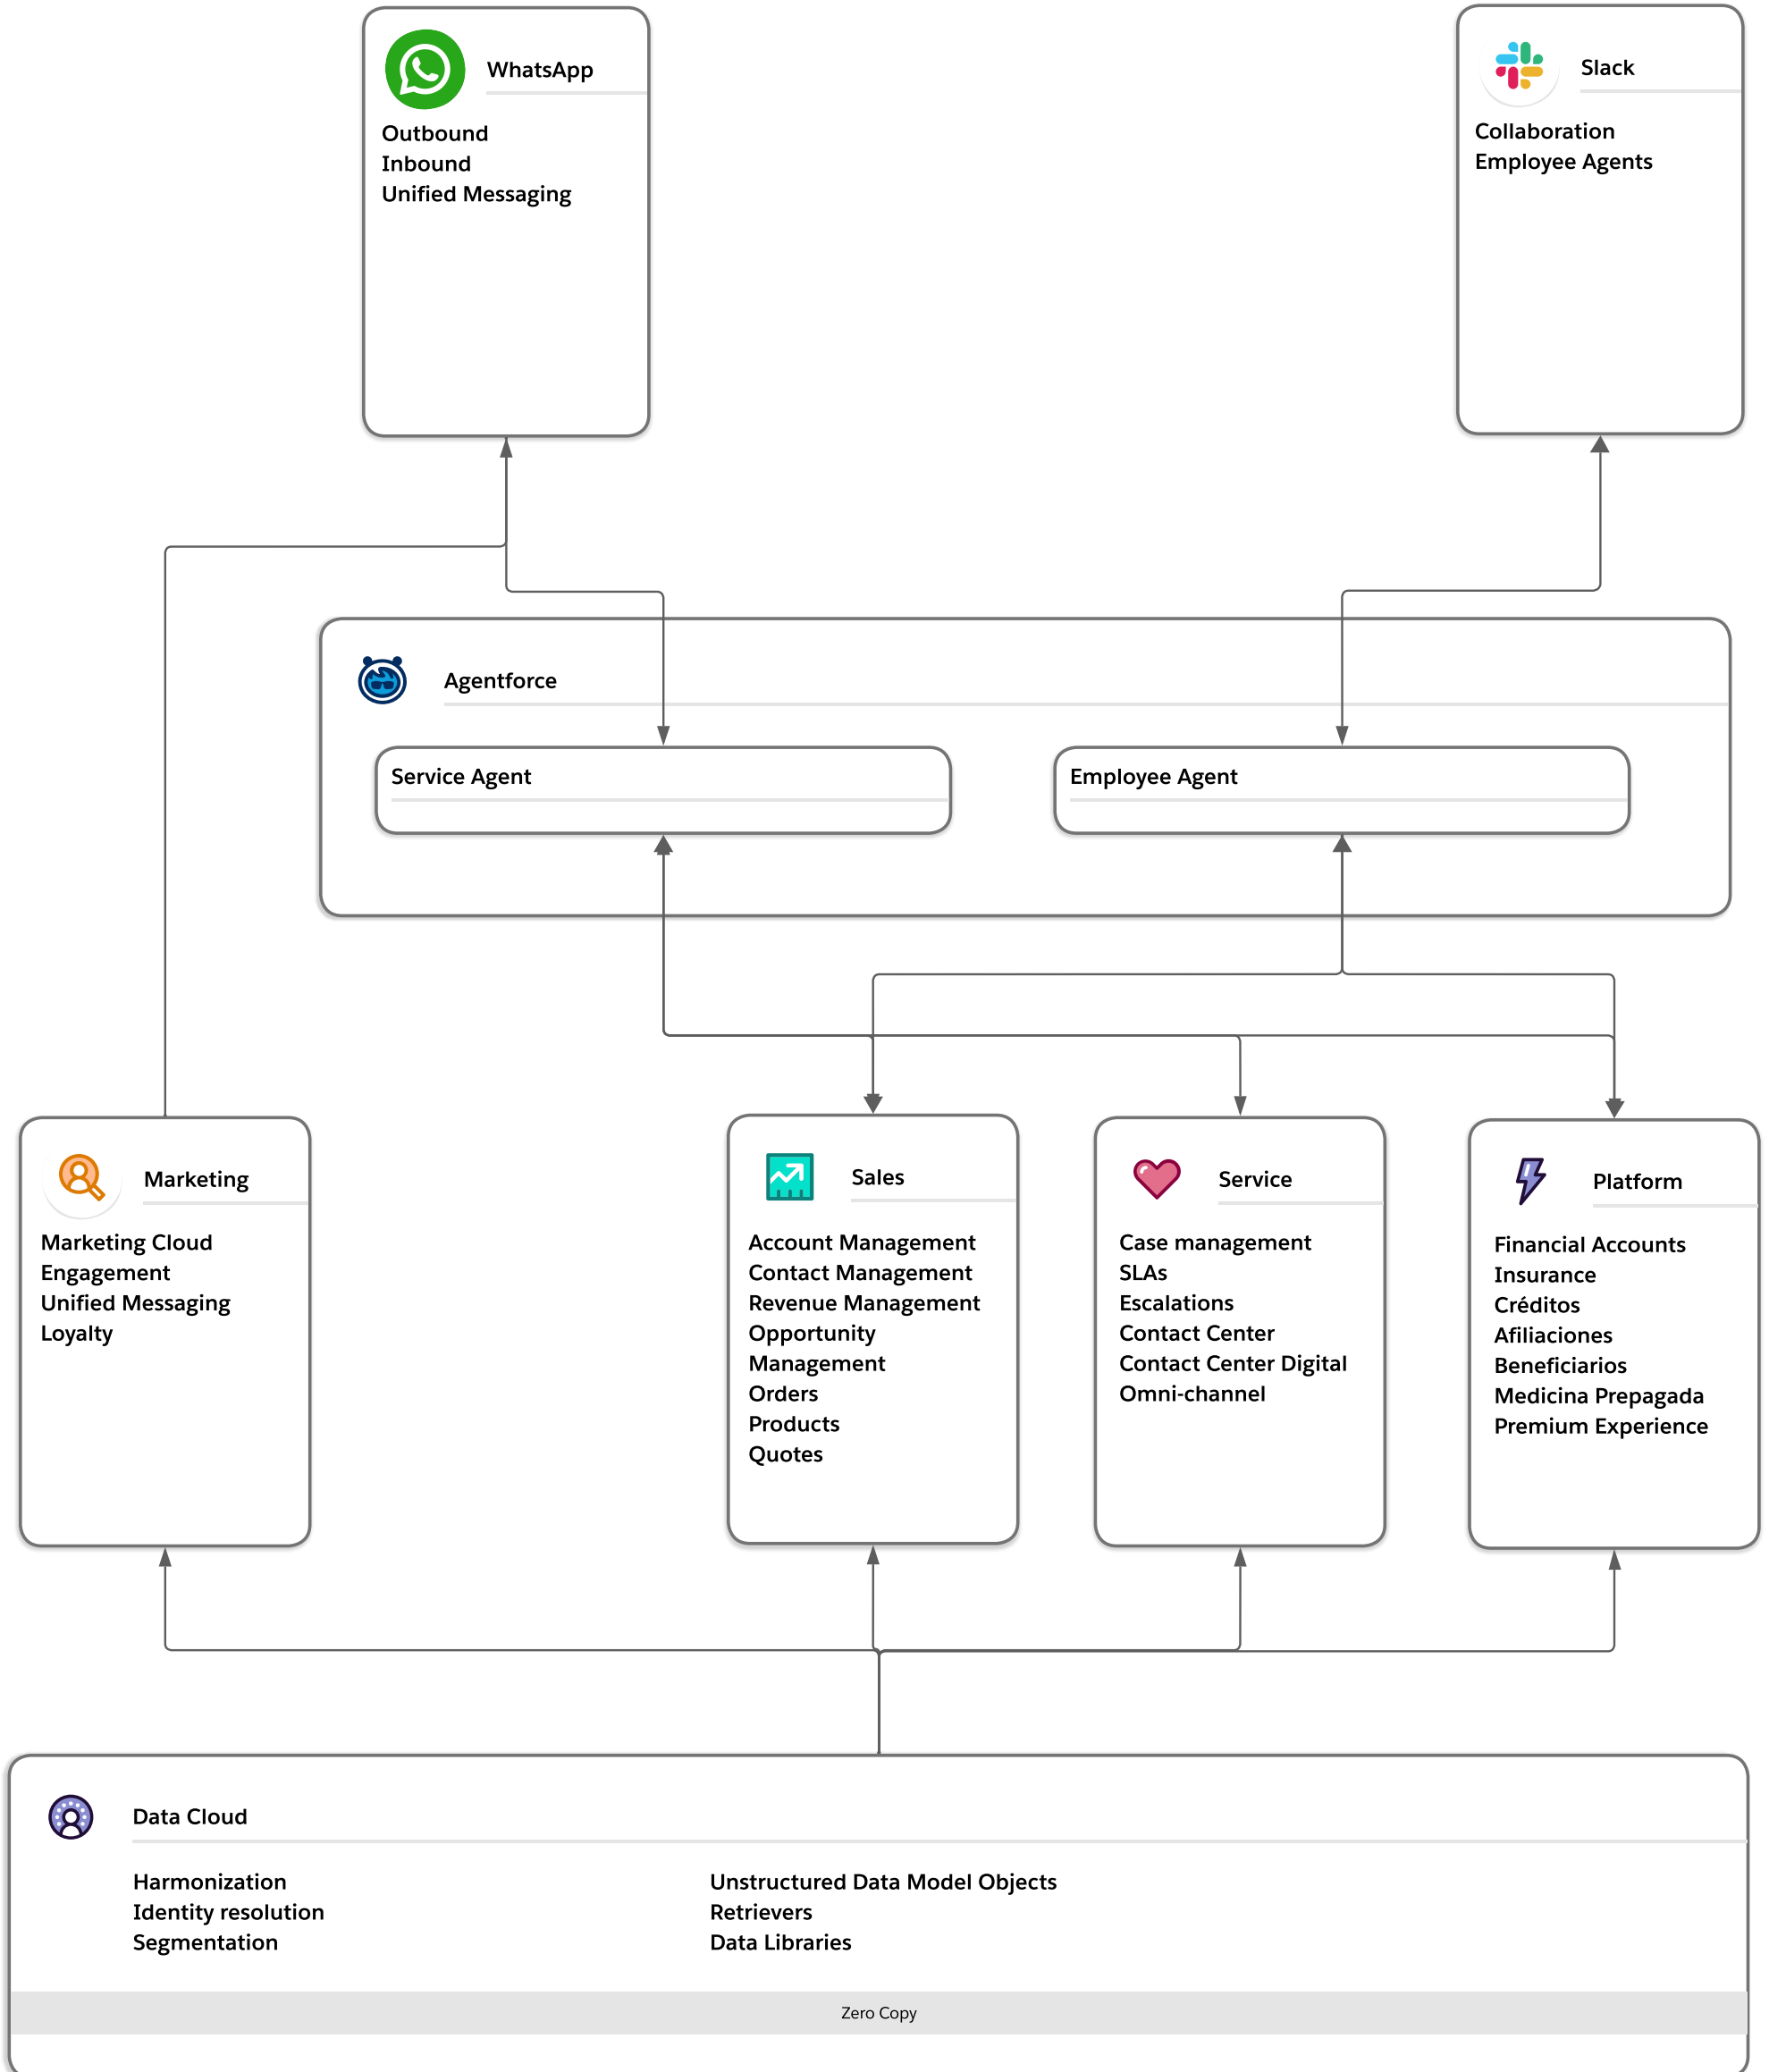 WhatsApp
Outbound
Inbound
Unified Messaging
Slack
Collaboration
Employee Agents
Agentforce
Service Agent
Employee Agent
Marketing
Marketing Cloud
Engagement
Unified Messaging
Loyalty
Sales
Account Management
Contact Management
Revenue Management
Opportunity
Management
Orders
Products
Quotes
Service
Case management
SLAs
Escalations
Contact Center
Contact Center Digital
Omni-channel
Platform
Financial Accounts
Insurance
Créditos
Afiliaciones
Beneficiarios
Medicina Prepagada
Premium Experience
Data Cloud
Harmonization
Identity resolution
Segmentation
Unstructured Data Model Objects
Retrievers
Data Libraries
Zero Copy